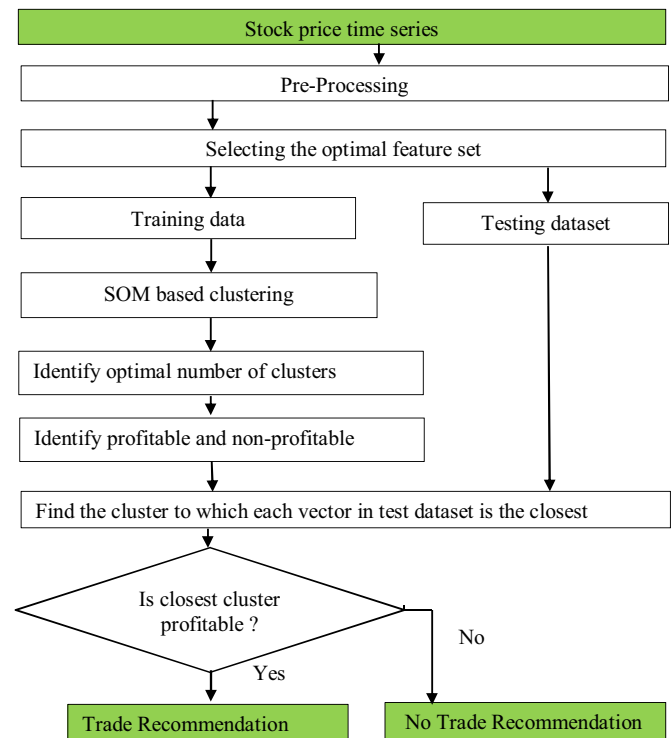 Stock price time series
Pre-Processing
Selecting the optimal feature set
Training data
Testing dataset
SOM based clustering
Identify optimal number of clusters
Identify profitable and non-profitable
Find the cluster to which each vector in test dataset is the closest
Is closest cluster
profitable ?
No
Yes
Trade Recommendation
No Trade Recommendation